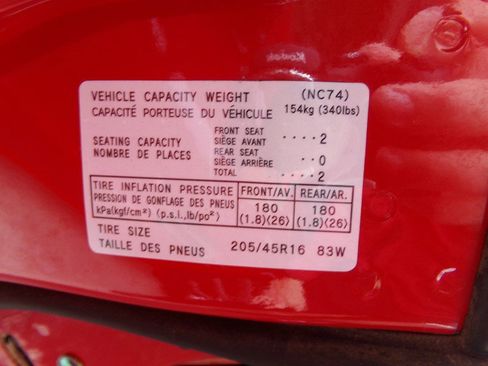 VEHICLE CAPACITY WEIGHT (NC74)
CAPACITÉ PORTEUSE DU VÉHICULE 154kg (340lbs)
SEATING CAPACITY
NOMBRE DE PLACES
FRONT SEAT
SIÈGE AVANT ....2
REAR SEAT
SIÈGE ARRIÈRE ..0
TOTAL ....2
TIRE INFLATION PRESSURE FRONT/AV. REAR/AR.
PRESSION DE GONFLAGE DES PNEUS 180 180
kPa(kgf/cm²) (p.s.i.,lb/po²) (1.8)(26) (1.8)(26)
TIRE SIZE
TAILLE DES PNEUS 205/45R16 83W